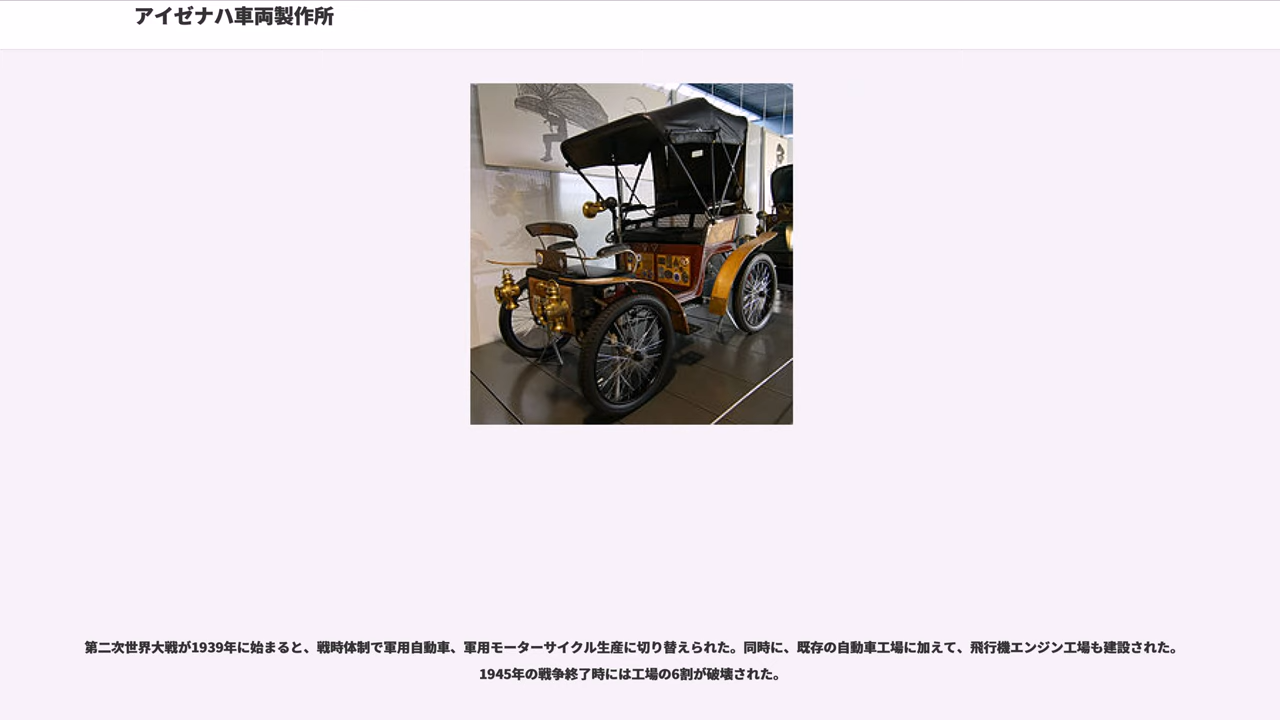 アイゼナハ車両製作所
第二次世界大戦が1939年に始まると、戦時体制で軍用自動車、軍用モーターサイクル生産に切り替えられた。同時に、既存の自動車工場に加えて、飛行機エンジン工場も建設された。
1945年の戦争終了時には工場の6割が破壊された。